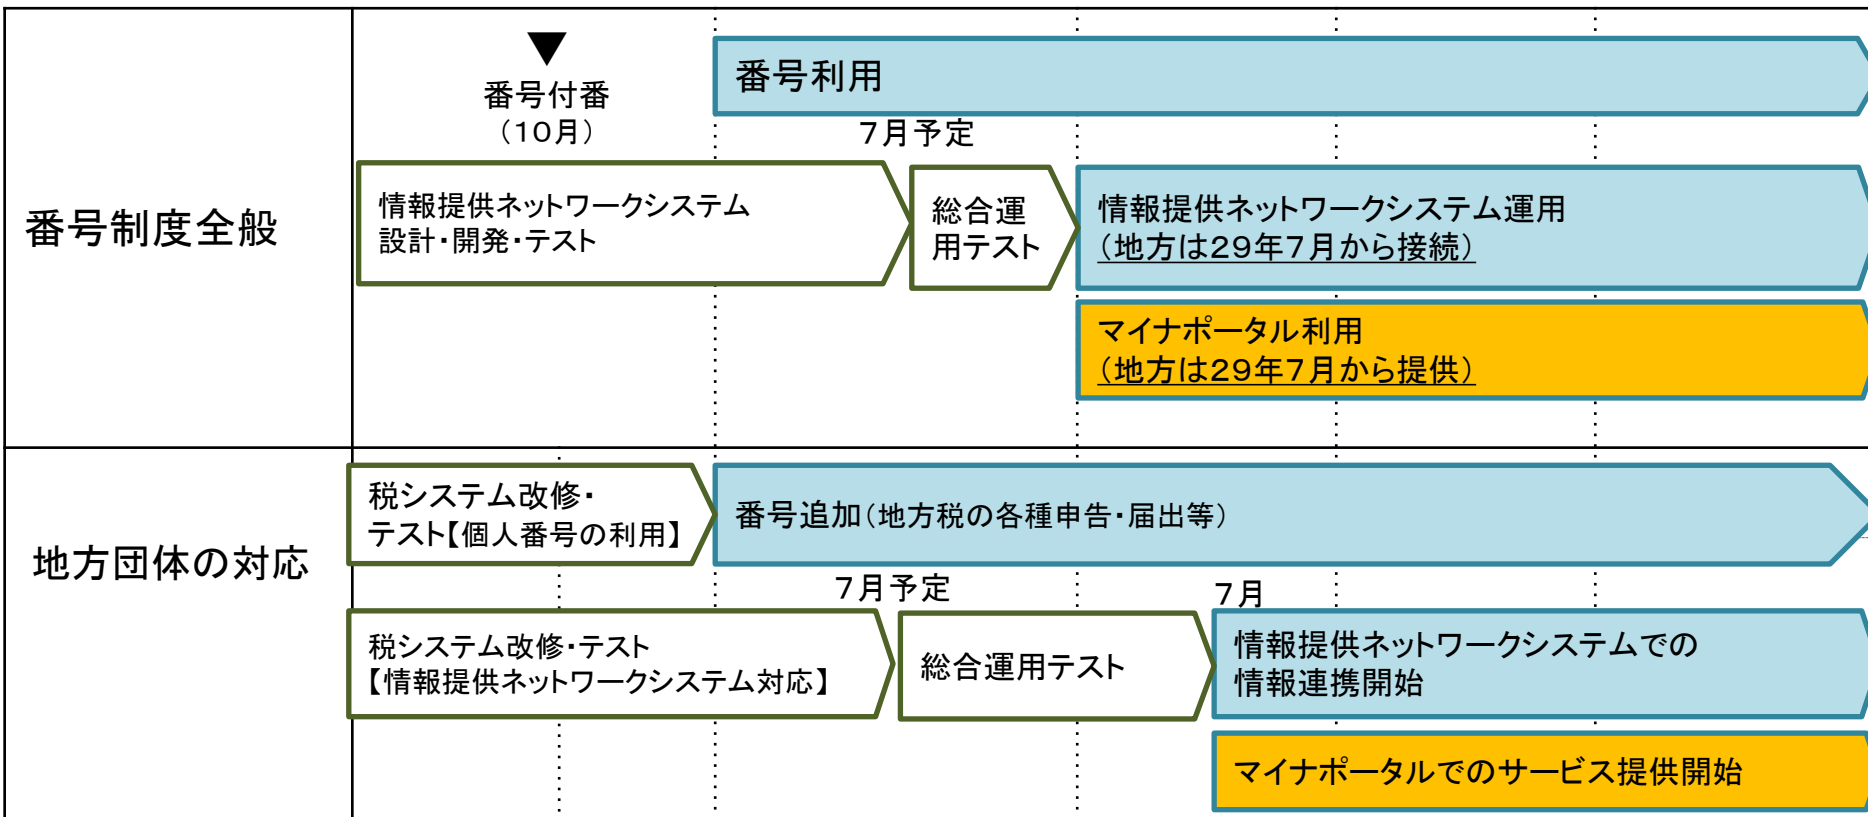 番号制度全般
番号付番
（１０月）
番号利用
７月予定
情報提供ネットワークシステム
設計・開発・テスト
総合運
用テスト
情報提供ネットワークシステム運用
（地方は２９年７月から接続）
マイナポータル利用
（地方は２９年７月から提供）
地方団体の対応
税システム改修・
テスト【個人番号の利用】
番号追加（地方税の各種申告・届出等）
７月予定
７月
税システム改修・テスト
【情報提供ネットワークシステム対応】
総合運用テスト
情報提供ネットワークシステムでの
情報連携開始
マイナポータルでのサービス提供開始